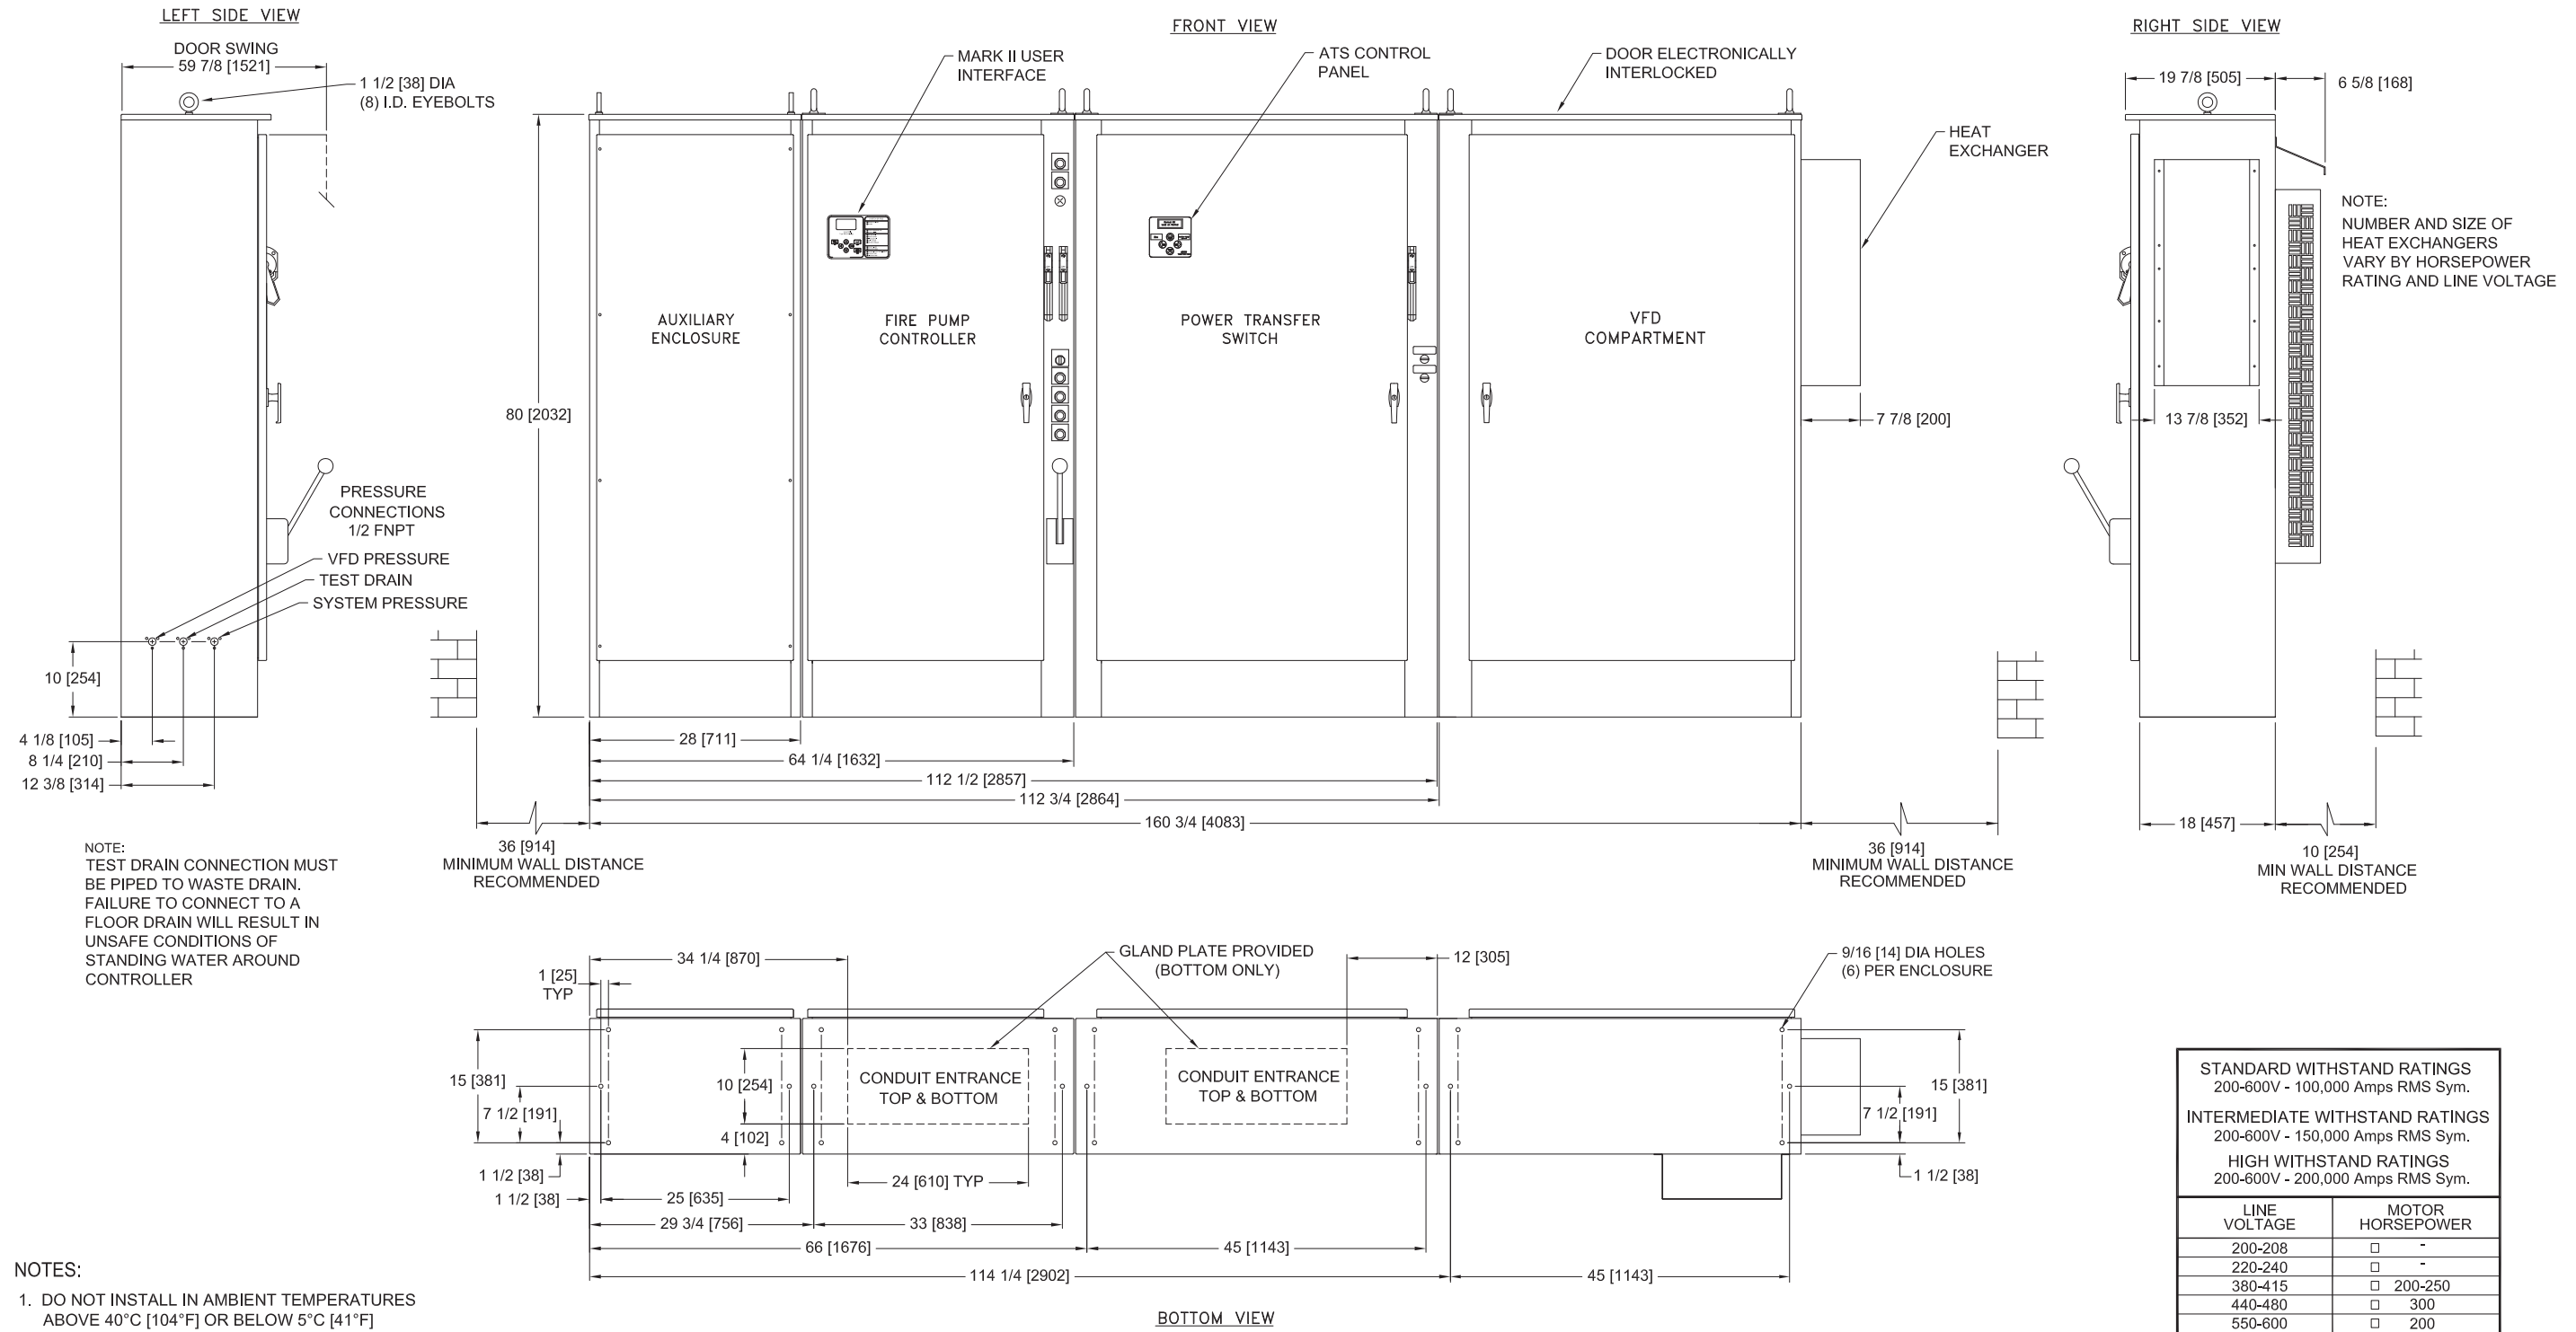 LEFT SIDE VIEW
DOOR SWING
59 7/8 [1521]
1 1/2 [38] DIA
(8) I.D. EYEBOLTS
PRESSURE
CONNECTIONS
1/2 FNPT
VFD PRESSURE
TEST DRAIN
SYSTEM PRESSURE
10 [254]
4 1/8 [105]
8 1/4 [210]
12 3/8 [314]
NOTE:
TEST DRAIN CONNECTION MUST
BE PIPED TO WASTE DRAIN.
FAILURE TO CONNECT TO A
FLOOR DRAIN WILL RESULT IN
UNSAFE CONDITIONS OF
STANDING WATER AROUND
CONTROLLER
FRONT VIEW
MARK II USER
INTERFACE
ATS CONTROL
PANEL
DOOR ELECTRONICALLY
INTERLOCKED
HEAT
EXCHANGER
80 [2032]
AUXILIARY
ENCLOSURE
FIRE PUMP
CONTROLLER
POWER TRANSFER
SWITCH
VFD
COMPARTMENT
7 7/8 [200]
28 [711]
64 1/4 [1632]
112 1/2 [2857]
112 3/4 [2864]
160 3/4 [4083]
36 [914]
MINIMUM WALL DISTANCE
RECOMMENDED
36 [914]
MINIMUM WALL DISTANCE
RECOMMENDED
RIGHT SIDE VIEW
19 7/8 [505]
6 5/8 [168]
NOTE:
NUMBER AND SIZE OF
HEAT EXCHANGERS
VARY BY HORSEPOWER
RATING AND LINE VOLTAGE
13 7/8 [352]
18 [457]
10 [254]
MIN WALL DISTANCE
RECOMMENDED
34 1/4 [870]
GLAND PLATE PROVIDED
(BOTTOM ONLY)
12 [305]
9/16 [14] DIA HOLES
(6) PER ENCLOSURE
1 [25]
TYP
15 [381]
7 1/2 [191]
1 1/2 [38]
1 1/2 [38]
10 [254]
4 [102]
CONDUIT ENTRANCE
TOP & BOTTOM
CONDUIT ENTRANCE
TOP & BOTTOM
15 [381]
7 1/2 [191]
1 1/2 [38]
24 [610] TYP
25 [635]
29 3/4 [756]
33 [838]
66 [1676]
45 [1143]
114 1/4 [2902]
45 [1143]
BOTTOM VIEW
NOTES:
1. DO NOT INSTALL IN AMBIENT TEMPERATURES
ABOVE 40°C [104°F] OR BELOW 5°C [41°F]
STANDARD WITHSTAND RATINGS
200-600V - 100,000 Amps RMS Sym.
INTERMEDIATE WITHSTAND RATINGS
200-600V - 150,000 Amps RMS Sym.
HIGH WITHSTAND RATINGS
200-600V - 200,000 Amps RMS Sym.
LINE VOLTAGE MOTOR HORSEPOWER
200-208 □ -
220-240 □ -
380-415 □ 200-250
440-480 □ 300
550-600 □ 200